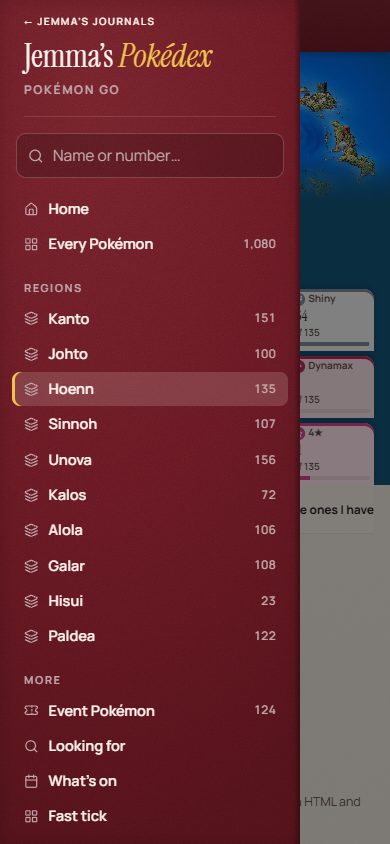 ← JEMMA'S JOURNALS
Jemma's Pokédex
POKÉMON GO
Name or number...
Home
Every Pokémon 1,080
REGIONS
Kanto 151
Johto 100
Hoenn 135
Sinnoh 107
Unova 156
Kalos 72
Alola 106
Galar 108
Hisui 23
Paldea 122
MORE
Event Pokémon 124
Looking for
What's on
Fast tick
Shiny
/ 135
Dynamax
/ 135
4★
/ 135
ones I have
HTML and